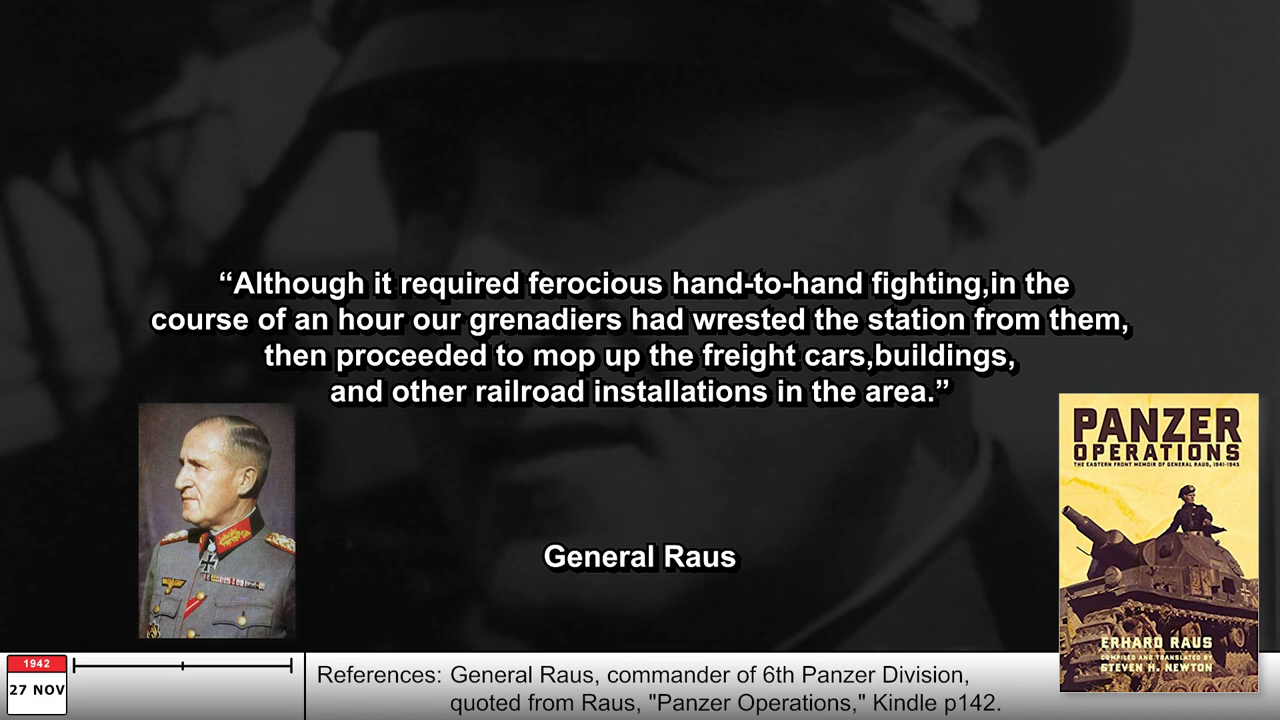 “Although it required ferocious hand-to-hand fighting,in the
course of an hour our grenadiers had wrested the station from them,
then proceeded to mop up the freight cars,buildings,
and other railroad installations in the area.”
General Raus
PANZER
OPERATIONS
THE EASTERN FRONT MEMOIR OF GENERAL RAUS, 1941-1945
ERHARD RAUS
COMPILED AND TRANSLATED BY
STEVEN H. NEWTON
1942
27 NOV
References: General Raus, commander of 6th Panzer Division,
quoted from Raus, "Panzer Operations," Kindle p142.